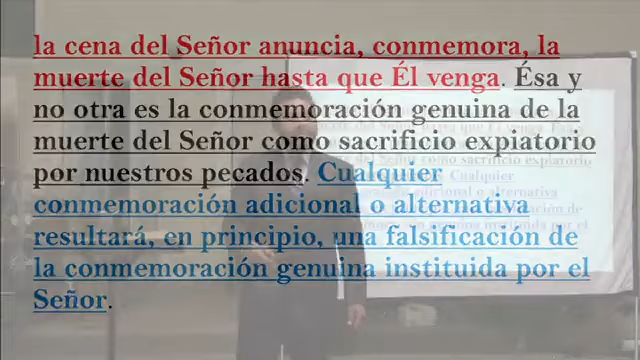 la cena del Señor anuncia, conmemora, la
muerte del Señor hasta que Él venga. Ésa y
no otra es la conmemoración genuina de la
muerte del Señor como sacrificio expiatorio
por nuestros pecados. Cualquier
conmemoración adicional o alternativa
resultará, en principio, una falsificación de
la conmemoración genuina instituida por el
Señor.